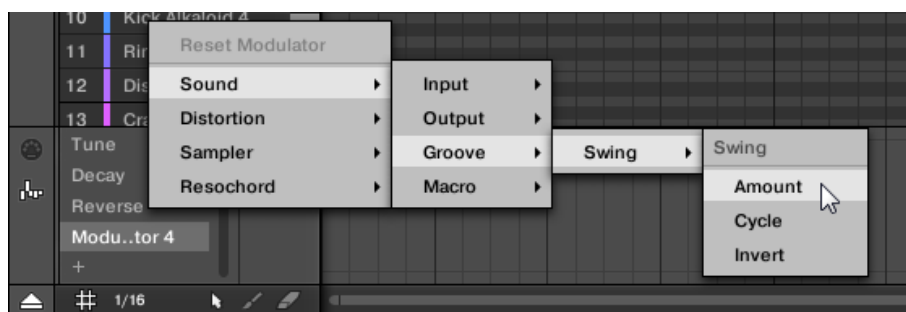 10 Kick Alkaloid 4
11 Rir
12 Dis
13 Cra
Tune
Decay
Reverse
Modu..tor 4
+
1/16
Reset Modulator
Sound
Distortion
Sampler
Resochord
Input
Output
Groove
Macro
Swing
Swing
Amount
Cycle
Invert